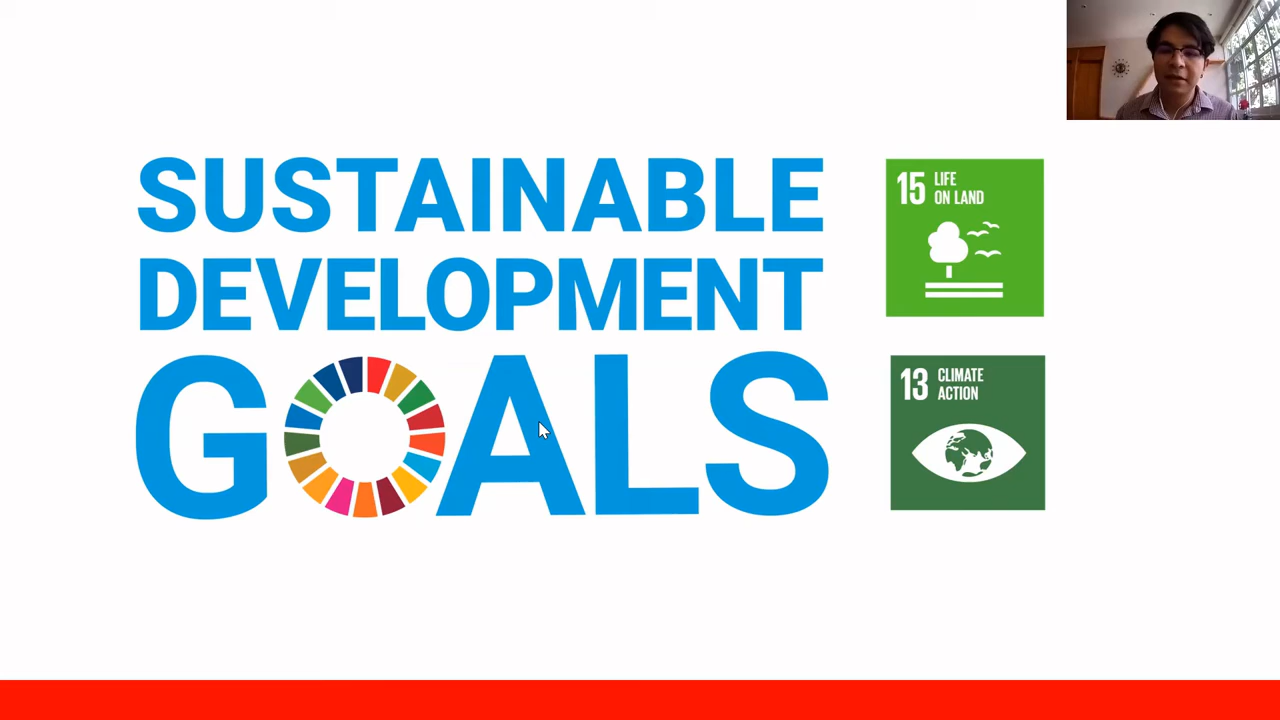 SUSTAINABLE
DEVELOPMENT
GOALS
15 LIFE
ON LAND
13 CLIMATE
ACTION